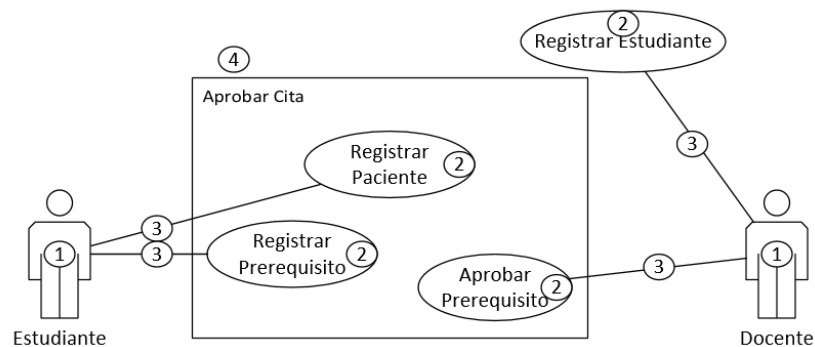 2
Registrar Estudiante
4
Aprobar Cita
3
Registrar
Paciente
2
3
3
Registrar
Prerequisito
2
1
Estudiante
Aprobar
Prerequisito
2
3
1
Docente